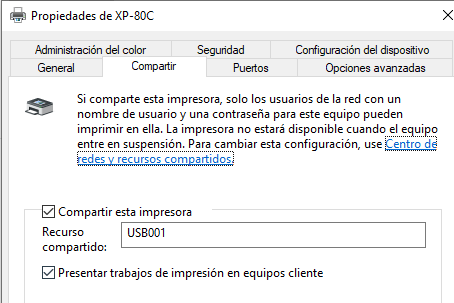 Propiedades de XP-80C
Administración del color Seguridad Configuración del dispositivo
General Compartir Puertos Opciones avanzadas
Si comparte esta impresora, solo los usuarios de la red con un
nombre de usuario y una contraseña para este equipo pueden
imprimir en ella. La impresora no estará disponible cuando el equipo
entre en suspensión. Para cambiar esta configuración, use Centro de
redes y recursos compartidos.
Compartir esta impresora
Recurso
compartido:
USB001
Presentar trabajos de impresión en equipos cliente